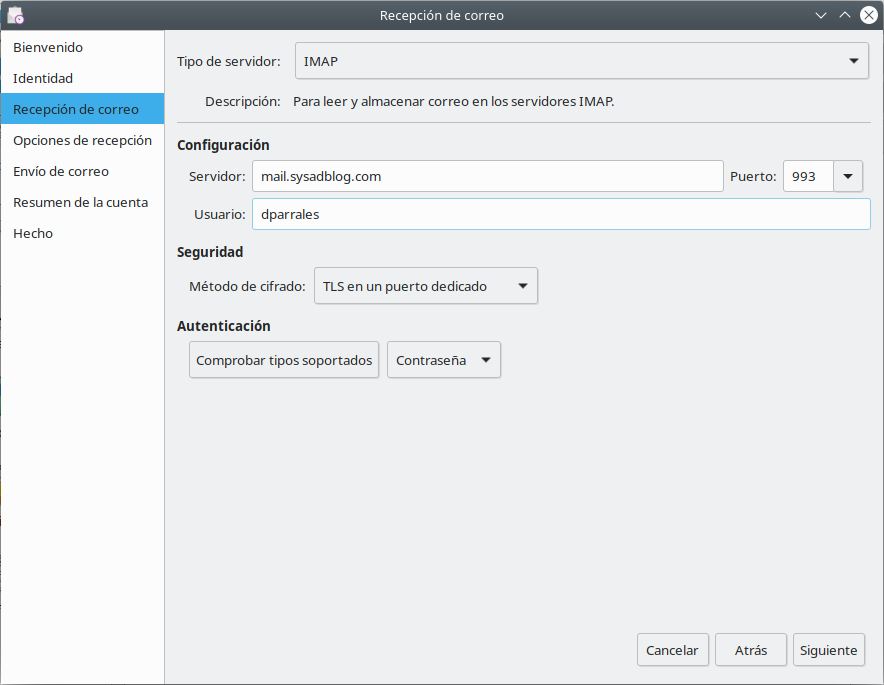 Recepción de correo
Bienvenido
Identidad
Recepción de correo
Opciones de recepción
Envío de correo
Resumen de la cuenta
Hecho
Tipo de servidor: IMAP
Descripción: Para leer y almacenar correo en los servidores IMAP.
Configuración
Servidor: mail.sysadblog.com Puerto: 993
Usuario: dparrales
Seguridad
Método de cifrado: TLS en un puerto dedicado
Autenticación
Comprobar tipos soportados Contraseña
Cancelar Atrás Siguiente